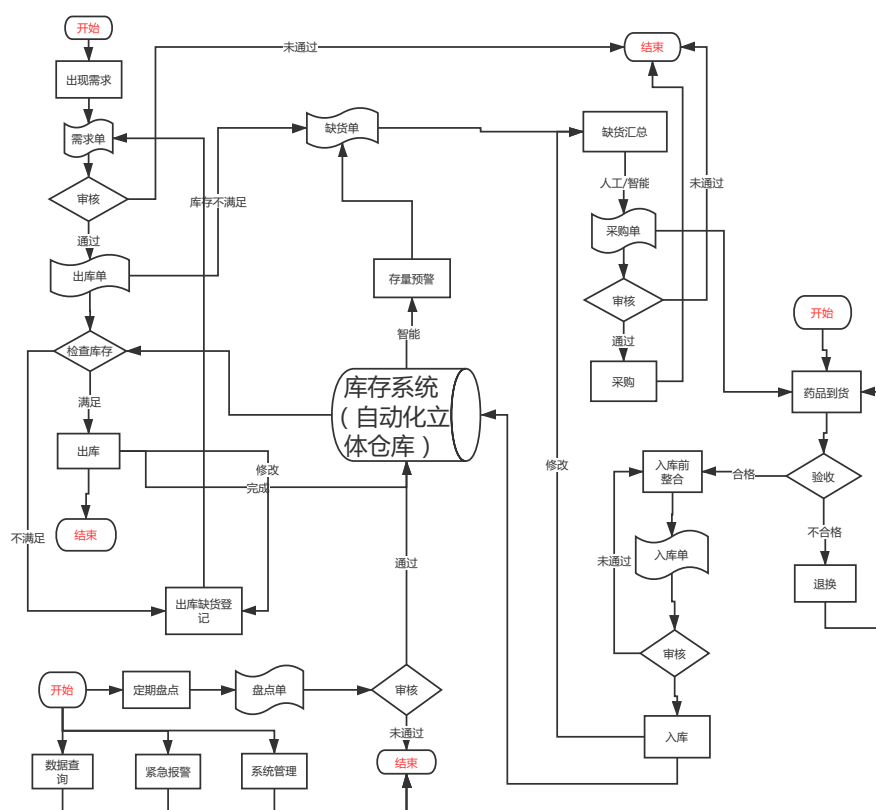 开始
未通过
结束
出现需求
需求单
缺货单
缺货汇总
审核
库存不满足
人工/智能
未通过
通过
采购单
出库单
存量预警
审核
开始
智能
通过
检查库存
库存系统
（自动化立
体仓库）
采购
药品到货
满足
出库
修改
完成
修改
入库前
整合
合格
验收
结束
不满足
未通过
入库单
不合格
通过
退换
出库缺货登
记
审核
开始
定期盘点
盘点单
审核
未通过
入库
数据查
询
紧急报警
系统管理
结束